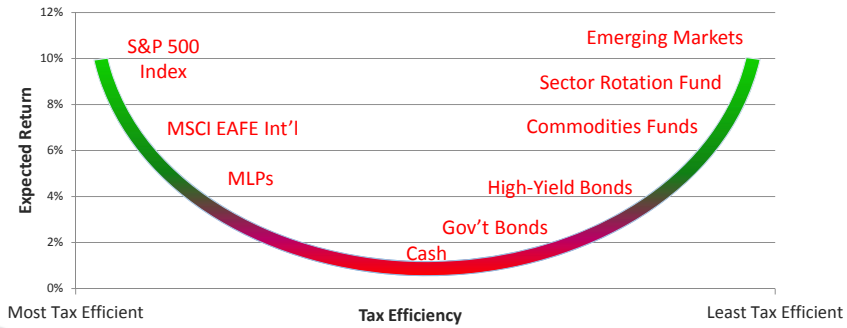 12%
10%
8%
6%
4%
2%
0%
Expected Return
S&P 500
Index
MSCI EAFE Int'l
MLPs
Cash
Gov't Bonds
High-Yield Bonds
Commodities Funds
Sector Rotation Fund
Emerging Markets
Most Tax Efficient
Tax Efficiency
Least Tax Efficient